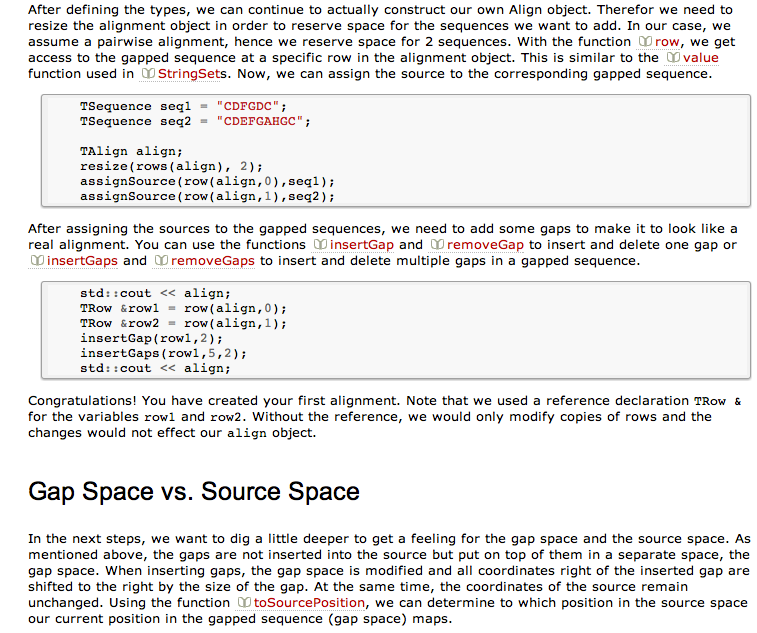 After defining the types, we can continue to actually construct our own Align object. Therefor we need to
resize the alignment object in order to reserve space for the sequences we want to add. In our case, we
assume a pairwise alignment, hence we reserve space for 2 sequences. With the function row, we get
access to the gapped sequence at a specific row in the alignment object. This is similar to the value
function used in StringSets. Now, we can assign the source to the corresponding gapped sequence.
TSequence seq1 = "CDFGDC";
TSequence seq2 = "CDEFGAHGC";
TAlign align;
resize(rows(align), 2);
assignSource(row(align,0),seq1);
assignSource(row(align,1),seq2);
After assigning the sources to the gapped sequences, we need to add some gaps to make it to look like a
real alignment. You can use the functions insertGap and removeGap to insert and delete one gap or
insertGaps and removeGaps to insert and delete multiple gaps in a gapped sequence.
std::cout << align;
TRow &row1 = row(align,0);
TRow &row2 = row(align,1);
insertGap(row1,2);
insertGaps(row1,5,2);
std::cout << align;
Congratulations! You have created your first alignment. Note that we used a reference declaration TRow &
for the variables row1 and row2. Without the reference, we would only modify copies of rows and the
changes would not effect our align object.
Gap Space vs. Source Space
In the next steps, we want to dig a little deeper to get a feeling for the gap space and the source space. As
mentioned above, the gaps are not inserted into the source but put on top of them in a separate space, the
gap space. When inserting gaps, the gap space is modified and all coordinates right of the inserted gap are
shifted to the right by the size of the gap. At the same time, the coordinates of the source remain
unchanged. Using the function toSourcePosition, we can determine to which position in the source space
our current position in the gapped sequence (gap space) maps.